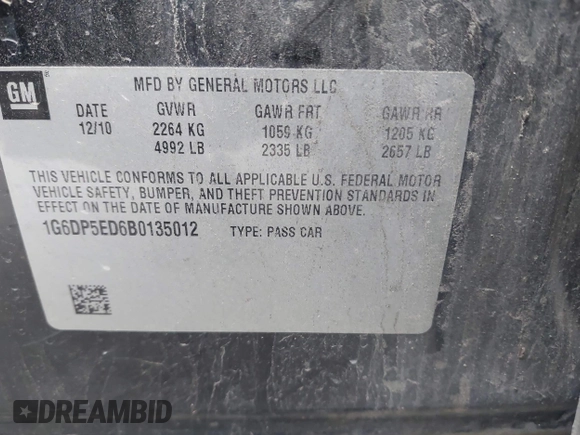 GM
MFD BY GENERAL MOTORS LLC
DATE GVWR GAWR FRT GAWR RR
12/10 2264 KG 1059 KG 1205 KG
4992 LB 2335 LB 2657 LB
THIS VEHICLE CONFORMS TO ALL APPLICABLE U.S. FEDERAL MOTOR
VEHICLE SAFETY, BUMPER, AND THEFT PREVENTION STANDARDS IN
EFFECT ON THE DATE OF MANUFACTURE SHOWN ABOVE.
1G6DP5ED6B0135012 TYPE: PASS CAR
DREAMBID